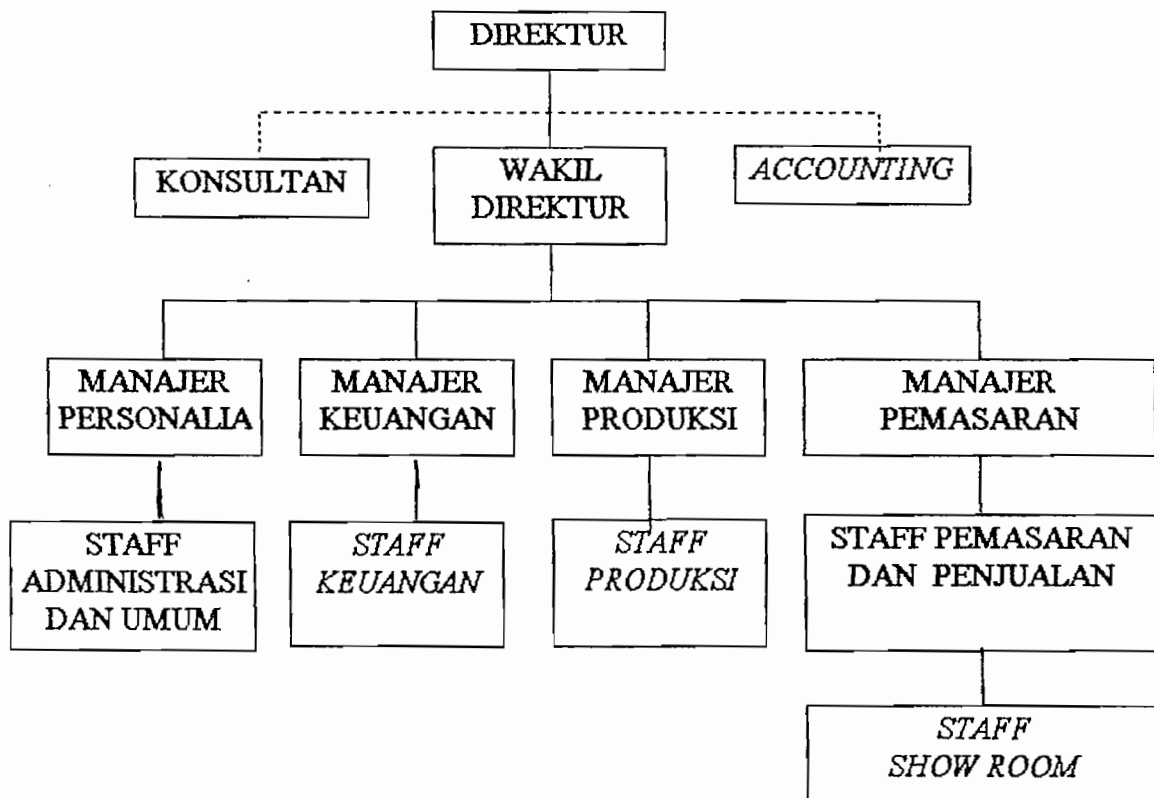 DIREKTUR
KONSULTAN
WAKIL
DIREKTUR
ACCOUNTING
MANAJER
PERSONALIA
MANAJER
KEUANGAN
MANAJER
PRODUKSI
MANAJER
PEMASARAN
STAFF
ADMINISTRASI
DAN UMUM
STAFF
KEUANGAN
STAFF
PRODUKSI
STAFF PEMASARAN
DAN PENJUALAN
STAFF
SHOW ROOM